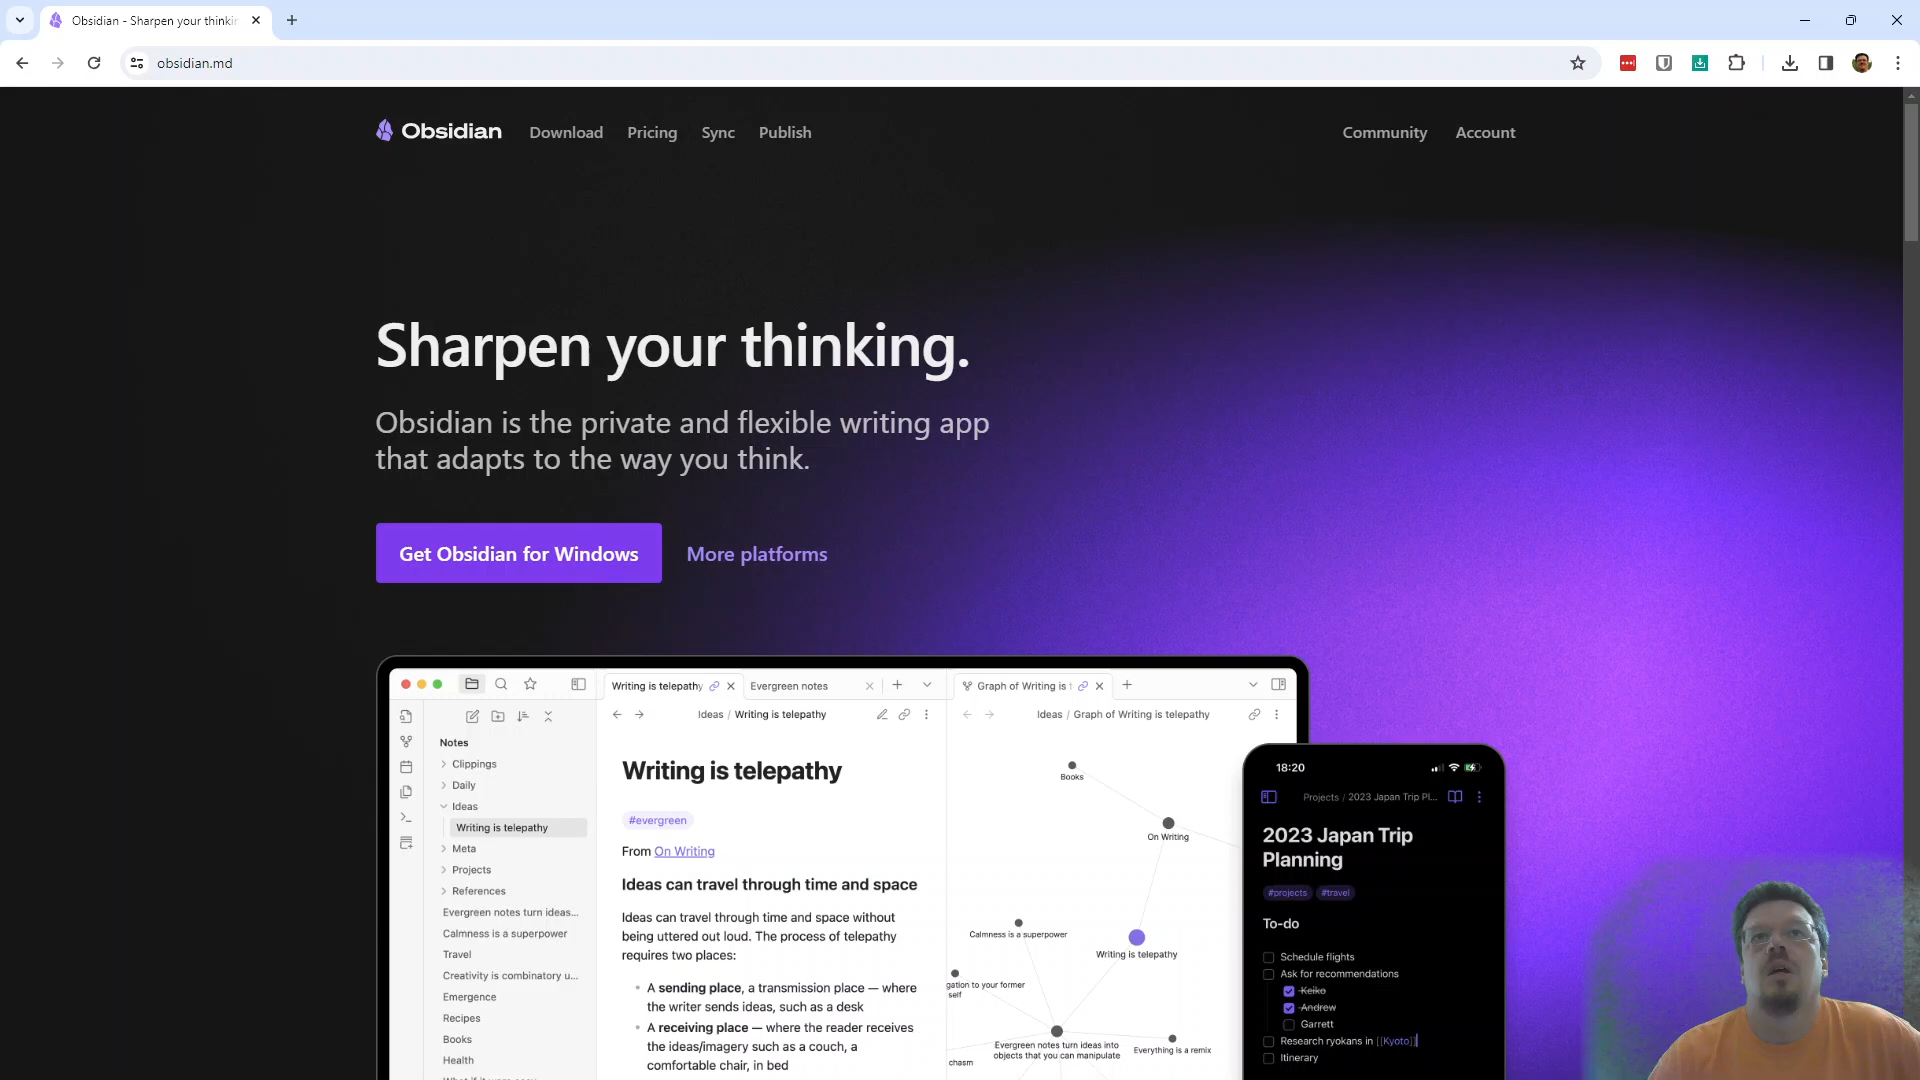 Obsidian - Sharpen your thinkin
obsidian.md
Obsidian
Download
Pricing
Sync
Publish
Community
Account
Sharpen your thinking.
Obsidian is the private and flexible writing app
that adapts to the way you think.
Get Obsidian for Windows
More platforms
Writing is telepathy
Evergreen notes
Graph of Writing is
Ideas / Writing is telepathy
Ideas / Graph of Writing is telepathy
Notes
Clippings
Daily
Ideas
Writing is telepathy
Meta
Projects
References
Evergreen notes turn ideas...
Calmness is a superpower
Travel
Creativity is combinatory u...
Emergence
Recipes
Books
Health
Writing is telepathy
#evergreen
From On Writing
Ideas can travel through time and space
Ideas can travel through time and space without
being uttered out loud. The process of telepathy
requires two places:
• A sending place, a transmission place — where
the writer sends ideas, such as a desk
• A receiving place — where the reader receives
the ideas/imagery such as a couch, a
comfortable chair, in bed
Books
On Writing
Calmness is a superpower
Writing is telepathy
gation to your former
self
Evergreen notes turn ideas into
objects that you can manipulate
Everything is a remix
chasm
18:20
Projects / 2023 Japan Trip Pl...
2023 Japan Trip
Planning
#projects #travel
To-do
Schedule flights
Ask for recommendations
Keiko
Andrew
Garrett
Research ryokans in [[Kyoto]]
Itinerary